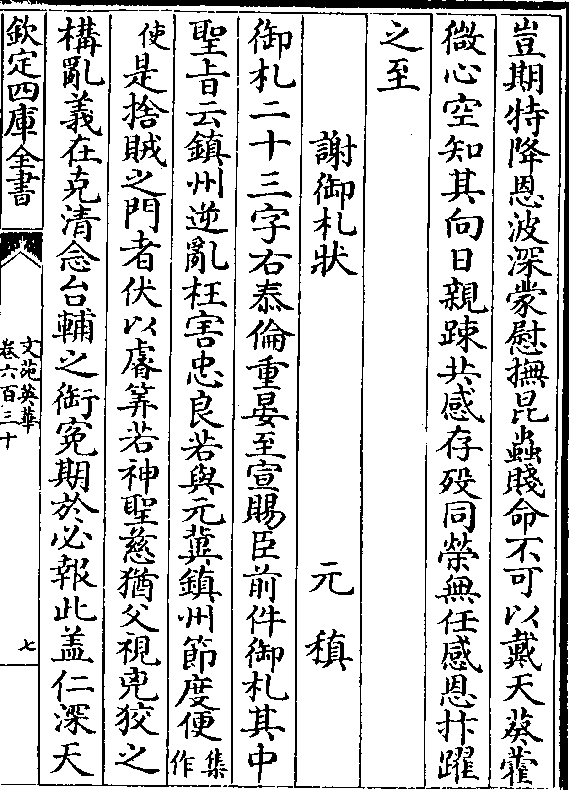 豈期特降恩波深蒙慰撫昆蟲賤命不可以戴天葵藿
微心空知其向日親踈共感存殁同榮無任感恩抃躍
之至
謝御札狀　元稹
御札二十三字右泰倫重晏至宣賜臣前件御札其中
聖旨云鎮州逆亂枉害忠良若與元兾鎮州節度便集作
使是捨賊之門者伏以睿筭若神聖慈猶父視兇狡之
構亂義在克清念台輔之銜寃期於必報此盖仁深天
欽定四庫全書
文苑英華
卷六百三十
七